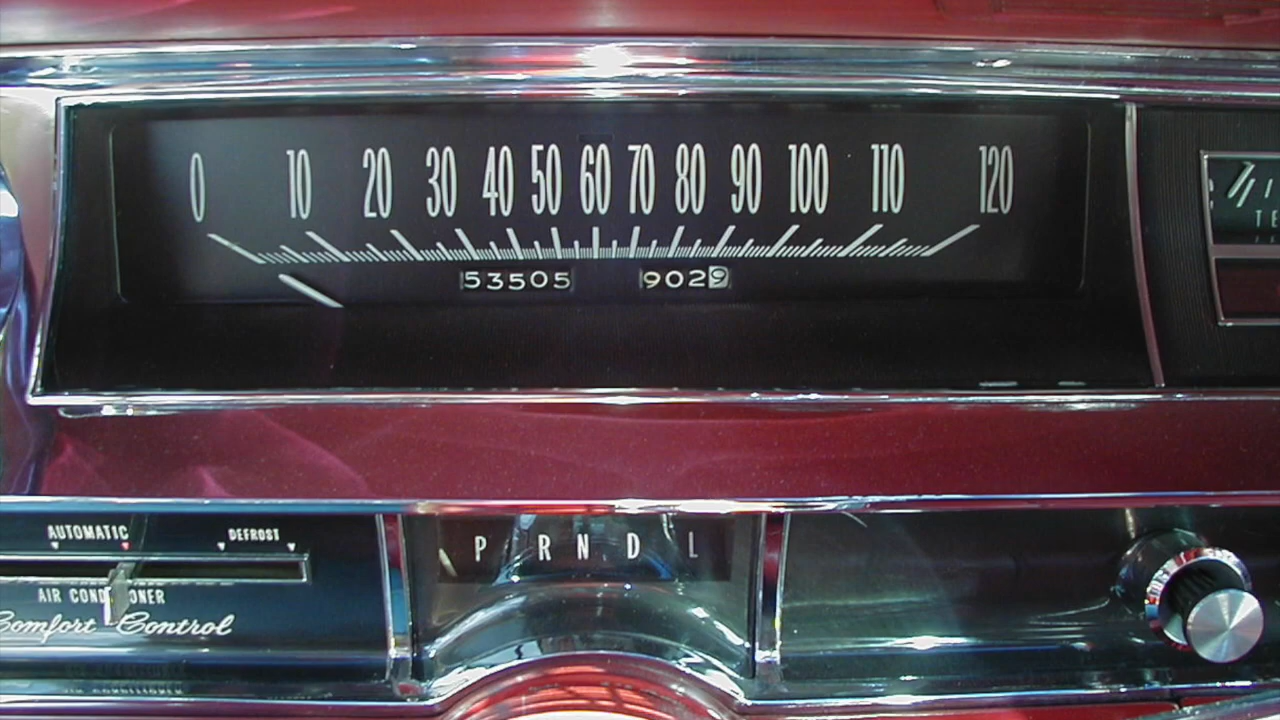 0 10 20 30 40 50 60 70 80 90 100 110 120
53505 9029
AUTOMATIC DEFROST
P R N D L
AIR CONDITIONER
Comfort Control